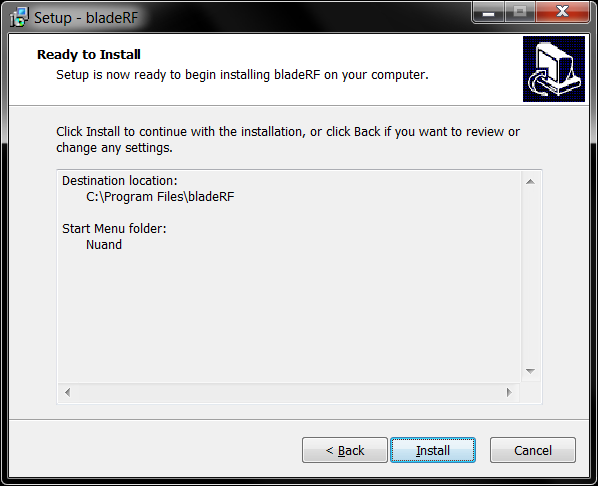 Setup - bladeRF
Ready to Install
Setup is now ready to begin installing bladeRF on your computer.
Click Install to continue with the installation, or click Back if you want to review or
change any settings.
Destination location:
C:\Program Files\bladeRF
Start Menu folder:
Nuand
< Back
Install
Cancel